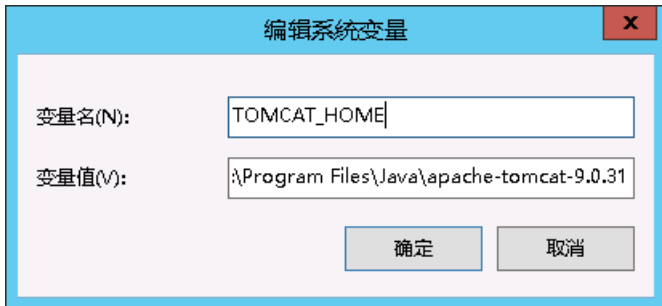 编辑系统变量
x
变量名(N):
TOMCAT_HOME
变量值(V):
:\Program Files\Java\apache-tomcat-9.0.31
确定
取消